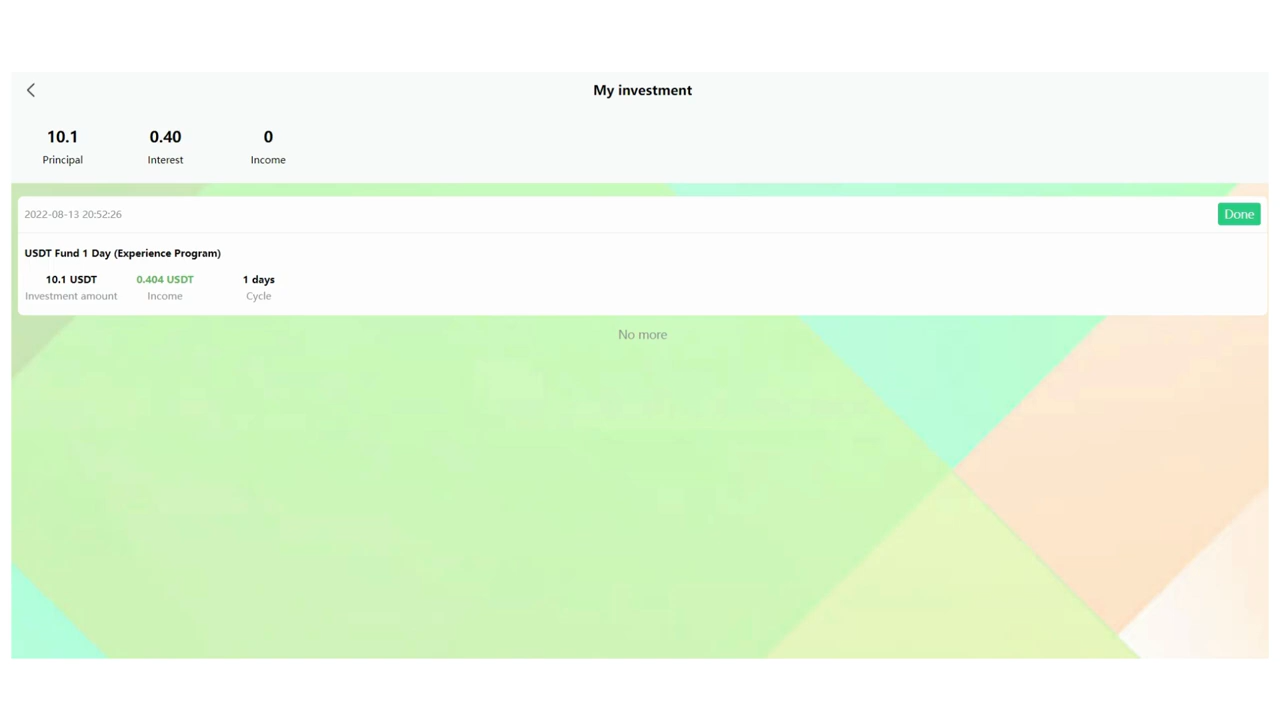 My investment
10.1 0.40 0
Principal Interest Income
2022-08-13 20:52:26 Done
USDT Fund 1 Day (Experience Program)
10.1 USDT 0.404 USDT 1 days
Investment amount Income Cycle
No more